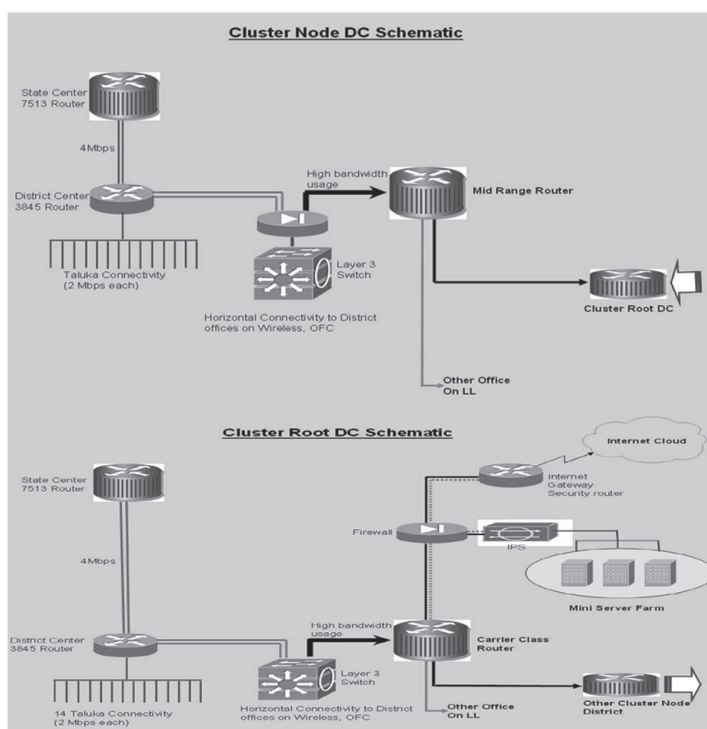 Cluster Node DC Schematic
State Center
7513 Router
4Mbps
District Center
3845 Router
Taluka Connectivity
(2 Mbps each)
High bandwidth
usage
Mid Range Router
Layer 3
Switch
Horizontal Connectivity to District
offices on Wireless, OFC
Cluster Root DC
Other Office
On LL
Cluster Root DC Schematic
State Center
7513 Router
4Mbps
District Center
3845 Router
14 Taluka Connectivity
(2 Mbps each)
High bandwidth
usage
Layer 3
Switch
Horizontal Connectivity to District
offices on Wireless, OFC
Internet Cloud
Internet
Gateway
Security router
Firewall
IPS
Mini Server Farm
Carrier Class
Router
Other Office
On LL
Other Cluster Node
District